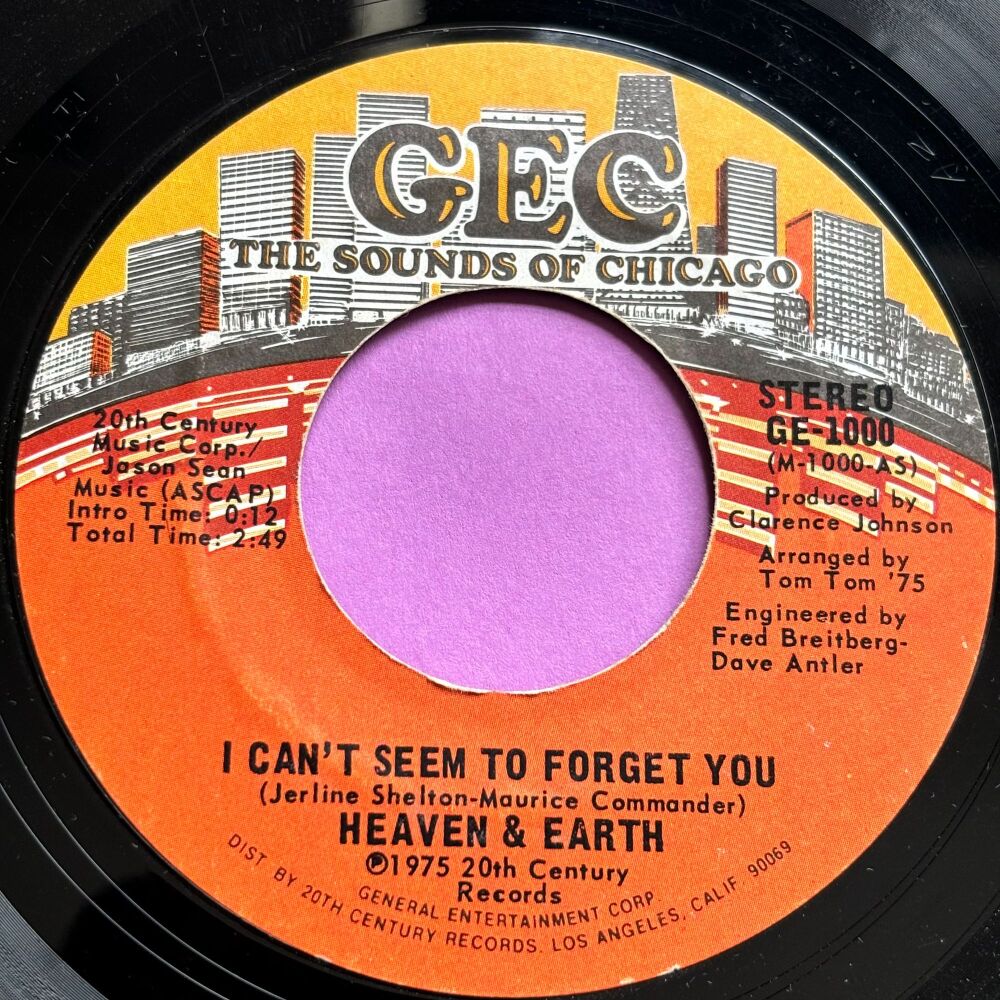 GEC
THE SOUNDS OF CHICAGO
20th Century
Music Corp./
Jason Sean
Music (ASCAP)
Intro Time: 0:12
Total Time: 2:49
STEREO
GE-1000
(M-1000-AS)
Produced by
Clarence Johnson
Arranged by
Tom Tom '75
Engineered by
Fred Breitberg-
Dave Antler
I CAN'T SEEM TO FORGET YOU
(Jerline Shelton-Maurice Commander)
HEAVEN & EARTH
℗1975 20th Century
Records
GENERAL ENTERTAINMENT CORP.
DIST BY 20TH CENTURY RECORDS. LOS ANGELES, CALIF. 90069